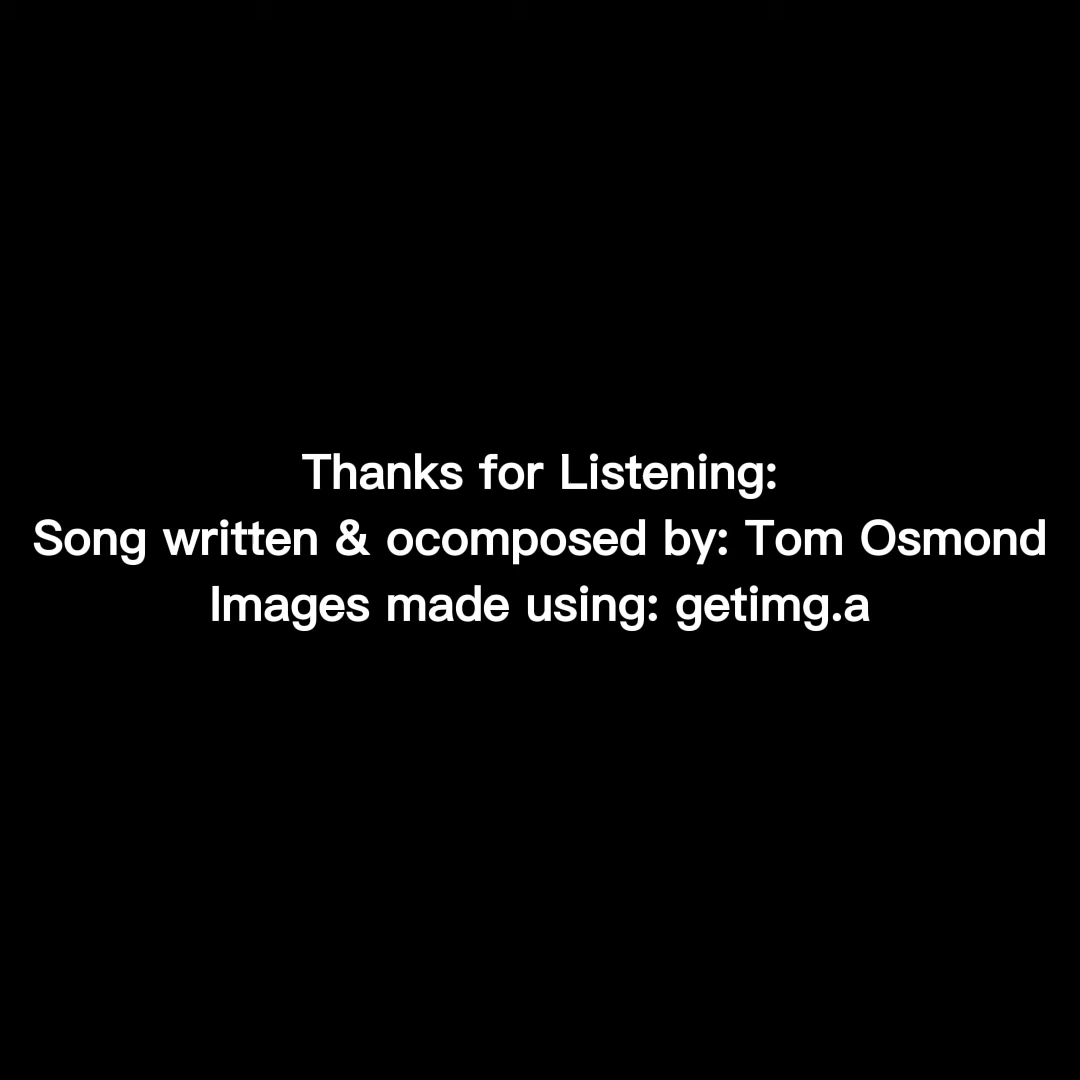 Thanks for Listening:
Song written & ocomposed by: Tom Osmond
Images made using: getimg.a